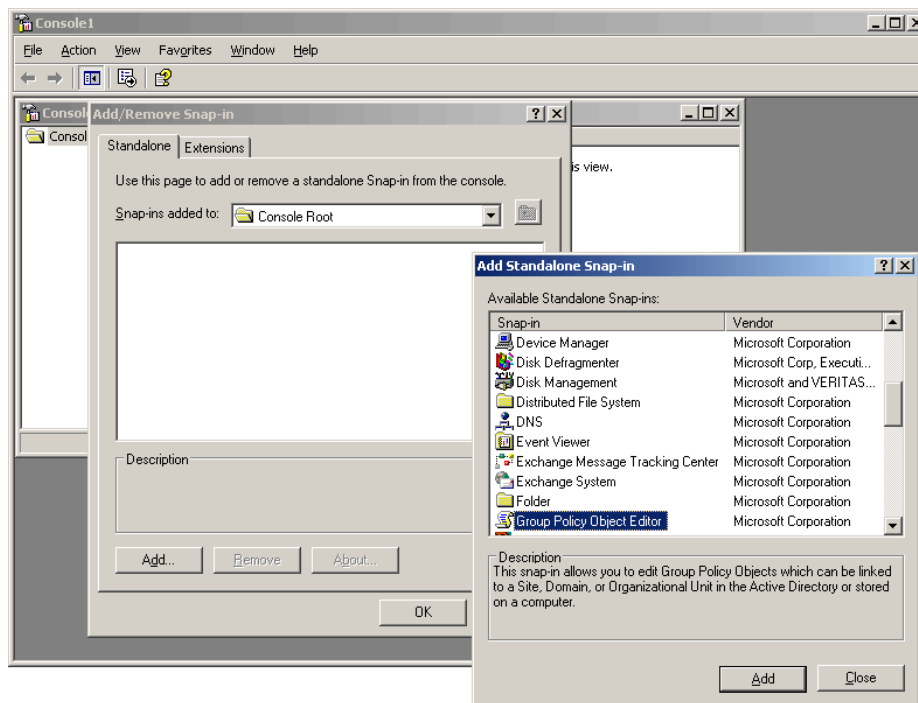 Console1
File Action View Favorites Window Help
Consol
Consol
is view.
Add/Remove Snap-in
Standalone Extensions
Use this page to add or remove a standalone Snap-in from the console.
Snap-ins added to: Console Root
Description
Add... Remove About...
OK
Add Standalone Snap-in
Available Standalone Snap-ins:
Snap-in Vendor
Device Manager Microsoft Corporation
Disk Defragmenter Microsoft Corp, Executi...
Disk Management Microsoft and VERITAS...
Distributed File System Microsoft Corporation
DNS Microsoft Corporation
Event Viewer Microsoft Corporation
Exchange Message Tracking Center Microsoft Corporation
Exchange System Microsoft Corporation
Folder Microsoft Corporation
Group Policy Object Editor Microsoft Corporation
Description
This snap-in allows you to edit Group Policy Objects which can be linked
to a Site, Domain, or Organizational Unit in the Active Directory or stored
on a computer.
Add Close